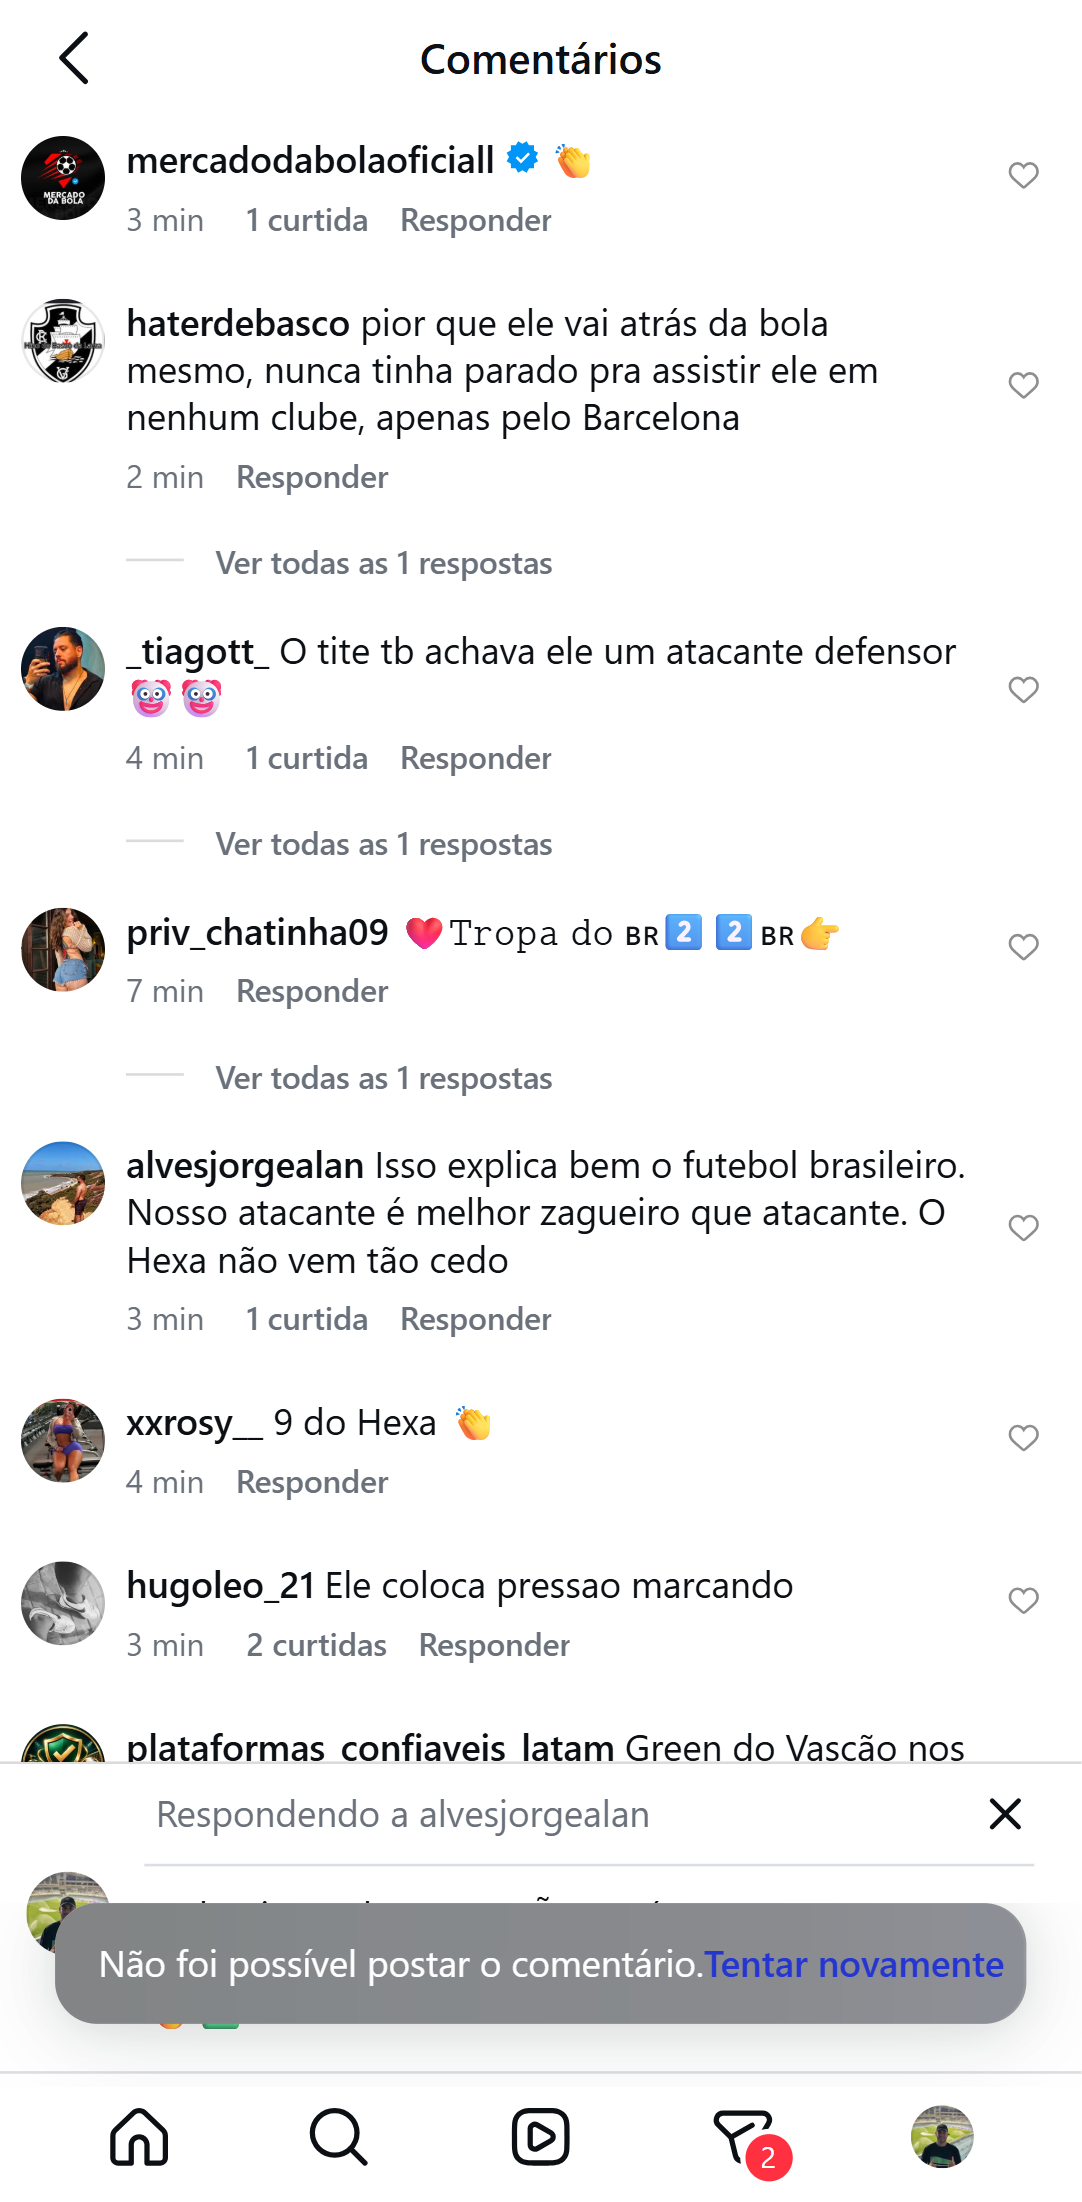 Comentários
mercadodabolaoficiall 👏
MERCADO
DA BOLA
3 min 1 curtida Responder
haterdebasco pior que ele vai atrás da bola
mesmo, nunca tinha parado pra assistir ele em
nenhum clube, apenas pelo Barcelona
2 min Responder
Ver todas as 1 respostas
_tiagott_ O tite tb achava ele um atacante defensor
🤡🤡
4 min 1 curtida Responder
Ver todas as 1 respostas
priv_chatinha09 ❤️𝚃𝚛𝚘𝚙𝚊 𝚍𝚘 ʙʀ2️⃣ 2️⃣ ʙʀ👉
7 min Responder
Ver todas as 1 respostas
alvesjorgealan Isso explica bem o futebol brasileiro.
Nosso atacante é melhor zagueiro que atacante. O
Hexa não vem tão cedo
3 min 1 curtida Responder
xxrosy__ 9 do Hexa 👏
4 min Responder
hugoleo_21 Ele coloca pressao marcando
3 min 2 curtidas Responder
plataformas_confiaveis_latam Green do Vascão nos
Respondendo a alvesjorgealan
Não foi possível postar o comentário.Tentar novamente
2